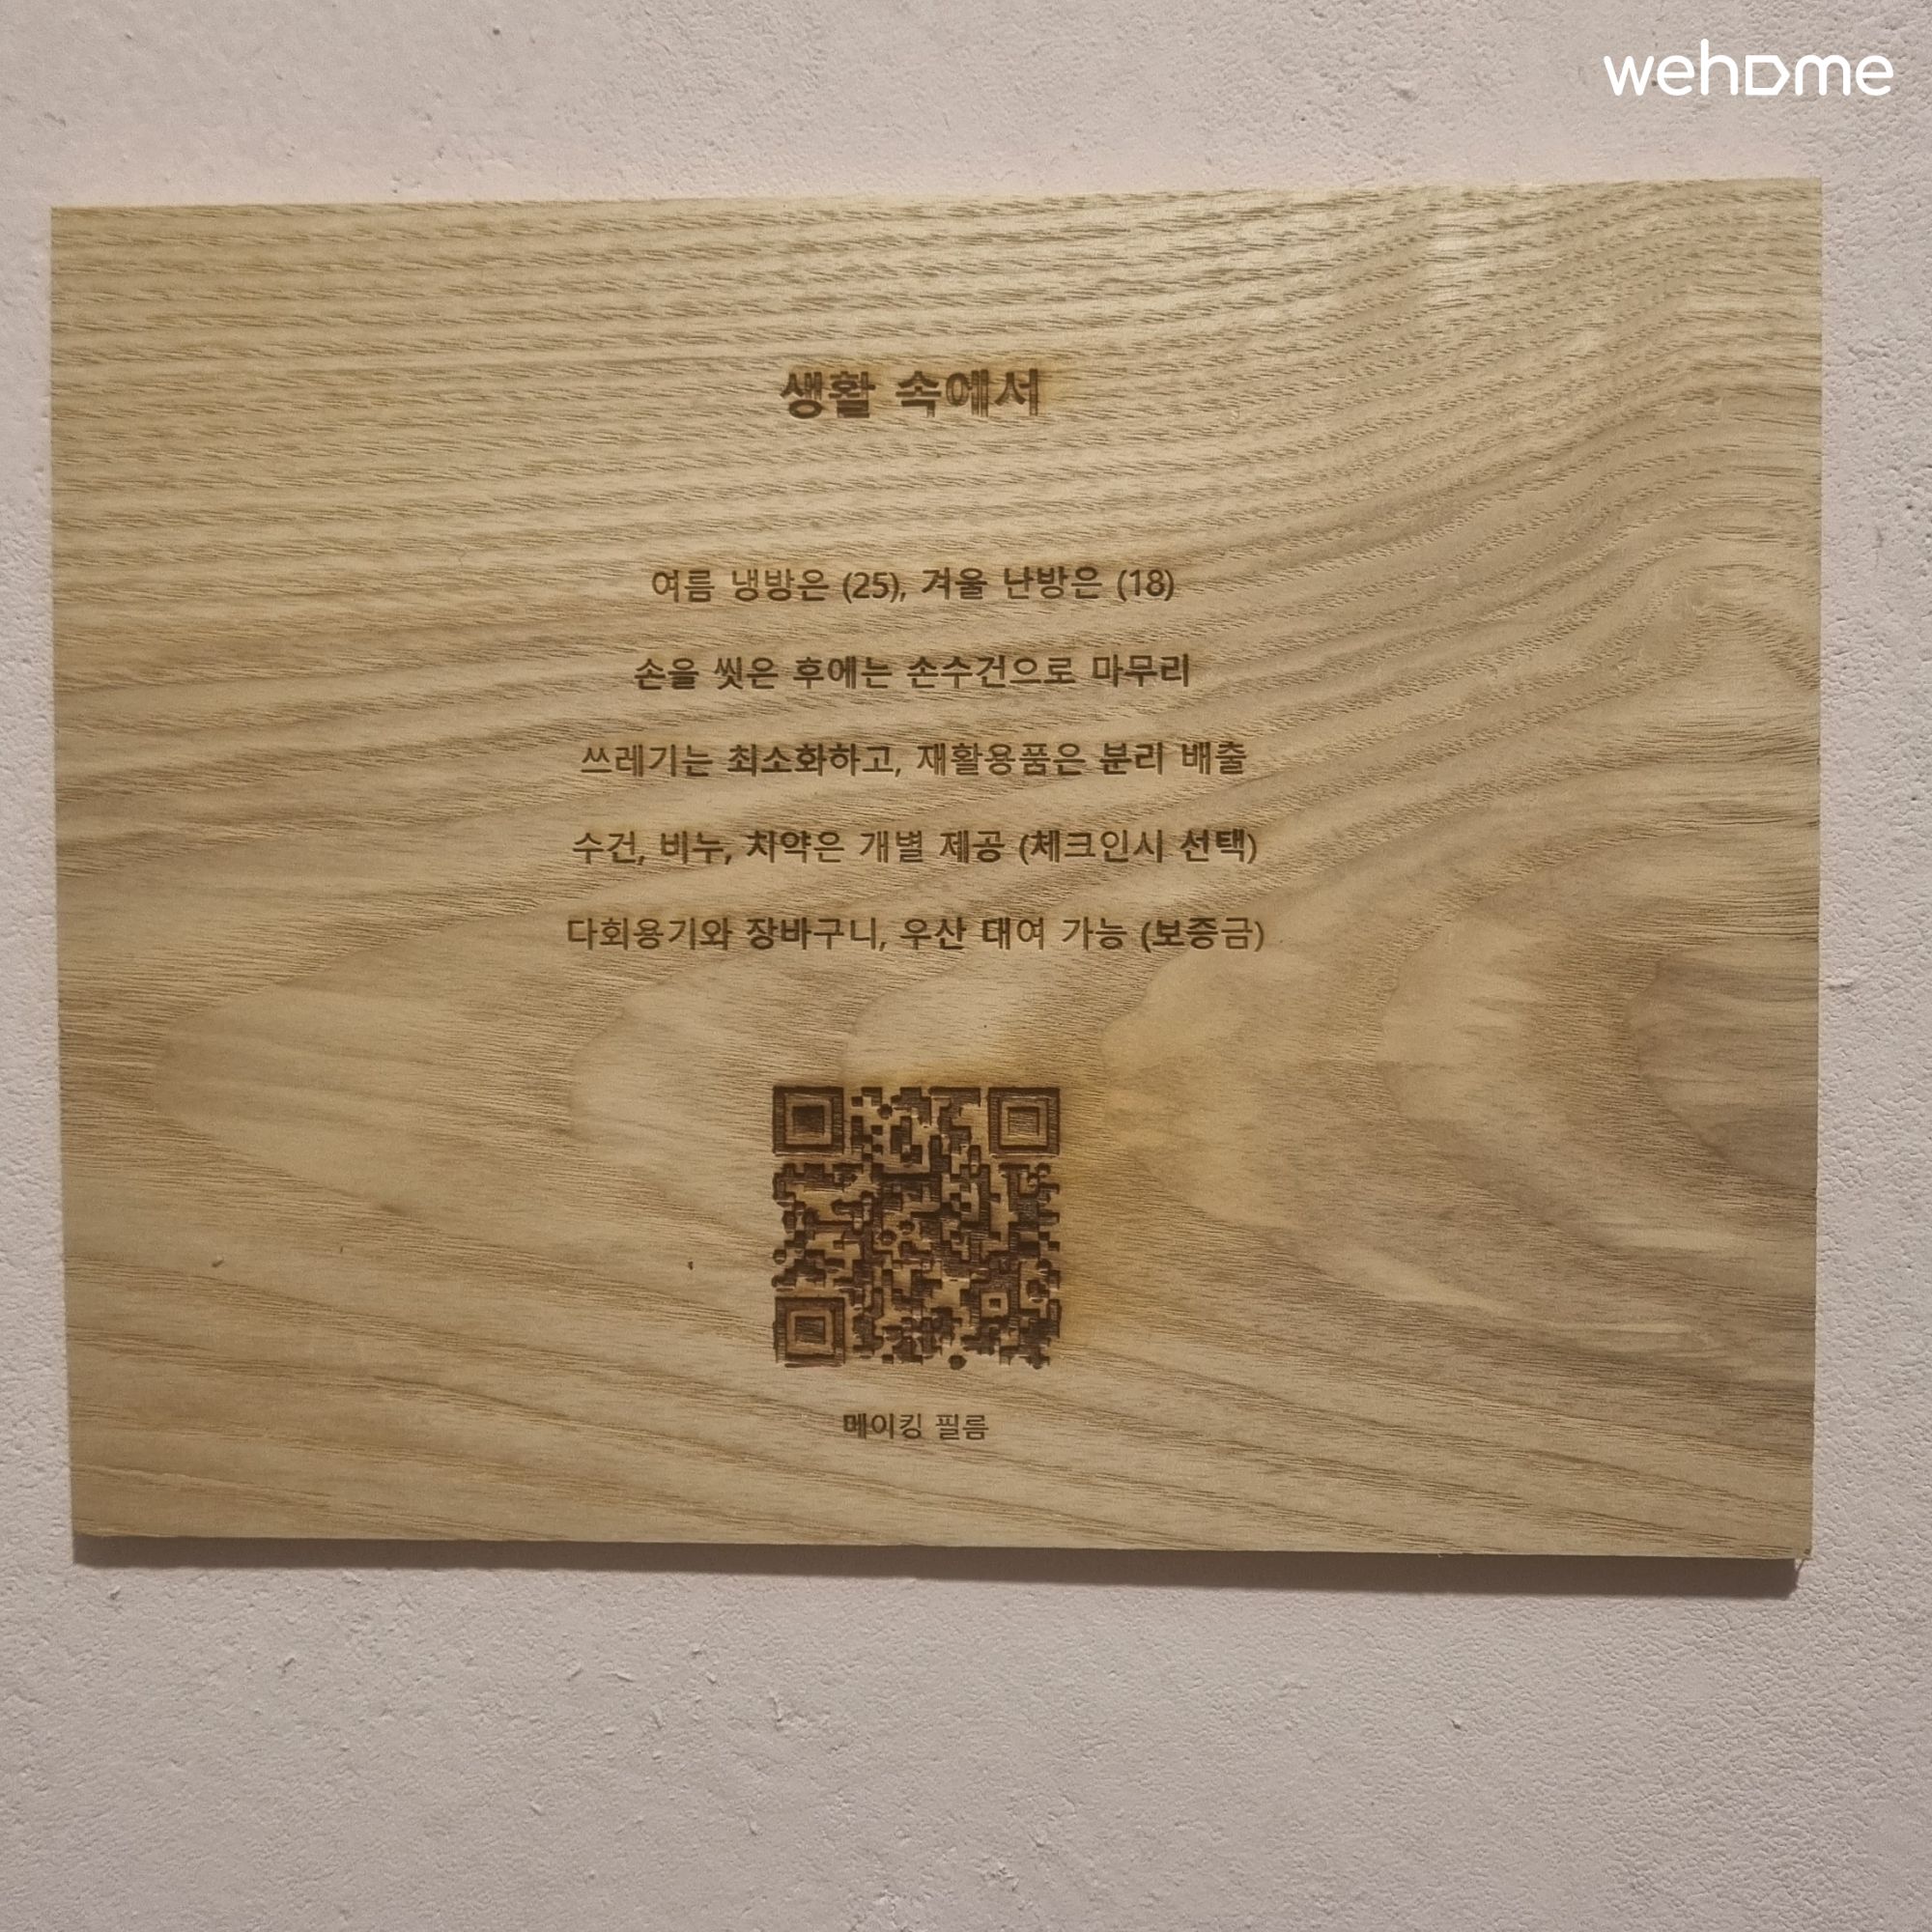 wehome
생활 속에서
여름 냉방은 (25), 겨울 난방은 (18)
손을 씻은 후에는 손수건으로 마무리
쓰레기는 최소화하고, 재활용품은 분리 배출
수건, 비누, 치약은 개별 제공 (체크인시 선택)
다회용기와 장바구니, 우산 대여 가능 (보증금)
메이킹 필름